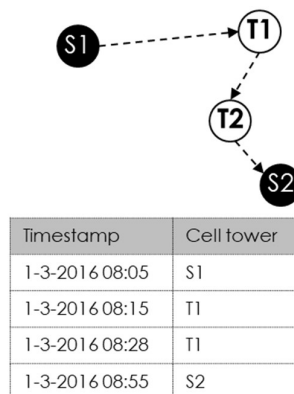 S1
T1
T2
S2
Timestamp Cell tower
1-3-2016 08:05 S1
1-3-2016 08:15 T1
1-3-2016 08:28 T1
1-3-2016 08:55 S2